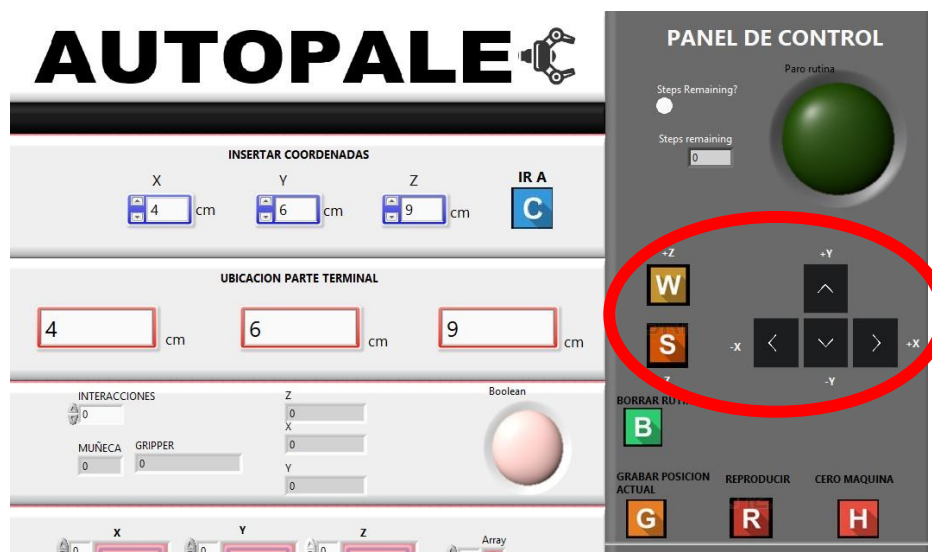 AUTOPALE
INSERTAR COORDENADAS
X Y Z IR A
4 cm 6 cm 9 cm C
UBICACION PARTE TERMINAL
4 cm 6 cm 9 cm
INTERACCIONES
0
MUÑECA GRIPPER
0 0
Z
0
X
0
Y
0
Boolean
X Y Z Array
0 0 0
PANEL DE CONTROL
Paro rutina
Steps Remaining?
Steps remaining
0
+Z +Y
W
S -X +X
Z -Y
BORRAR RUTI
B
GRABAR POSICION
ACTUAL
REPRODUCIR CERO MAQUINA
G R H